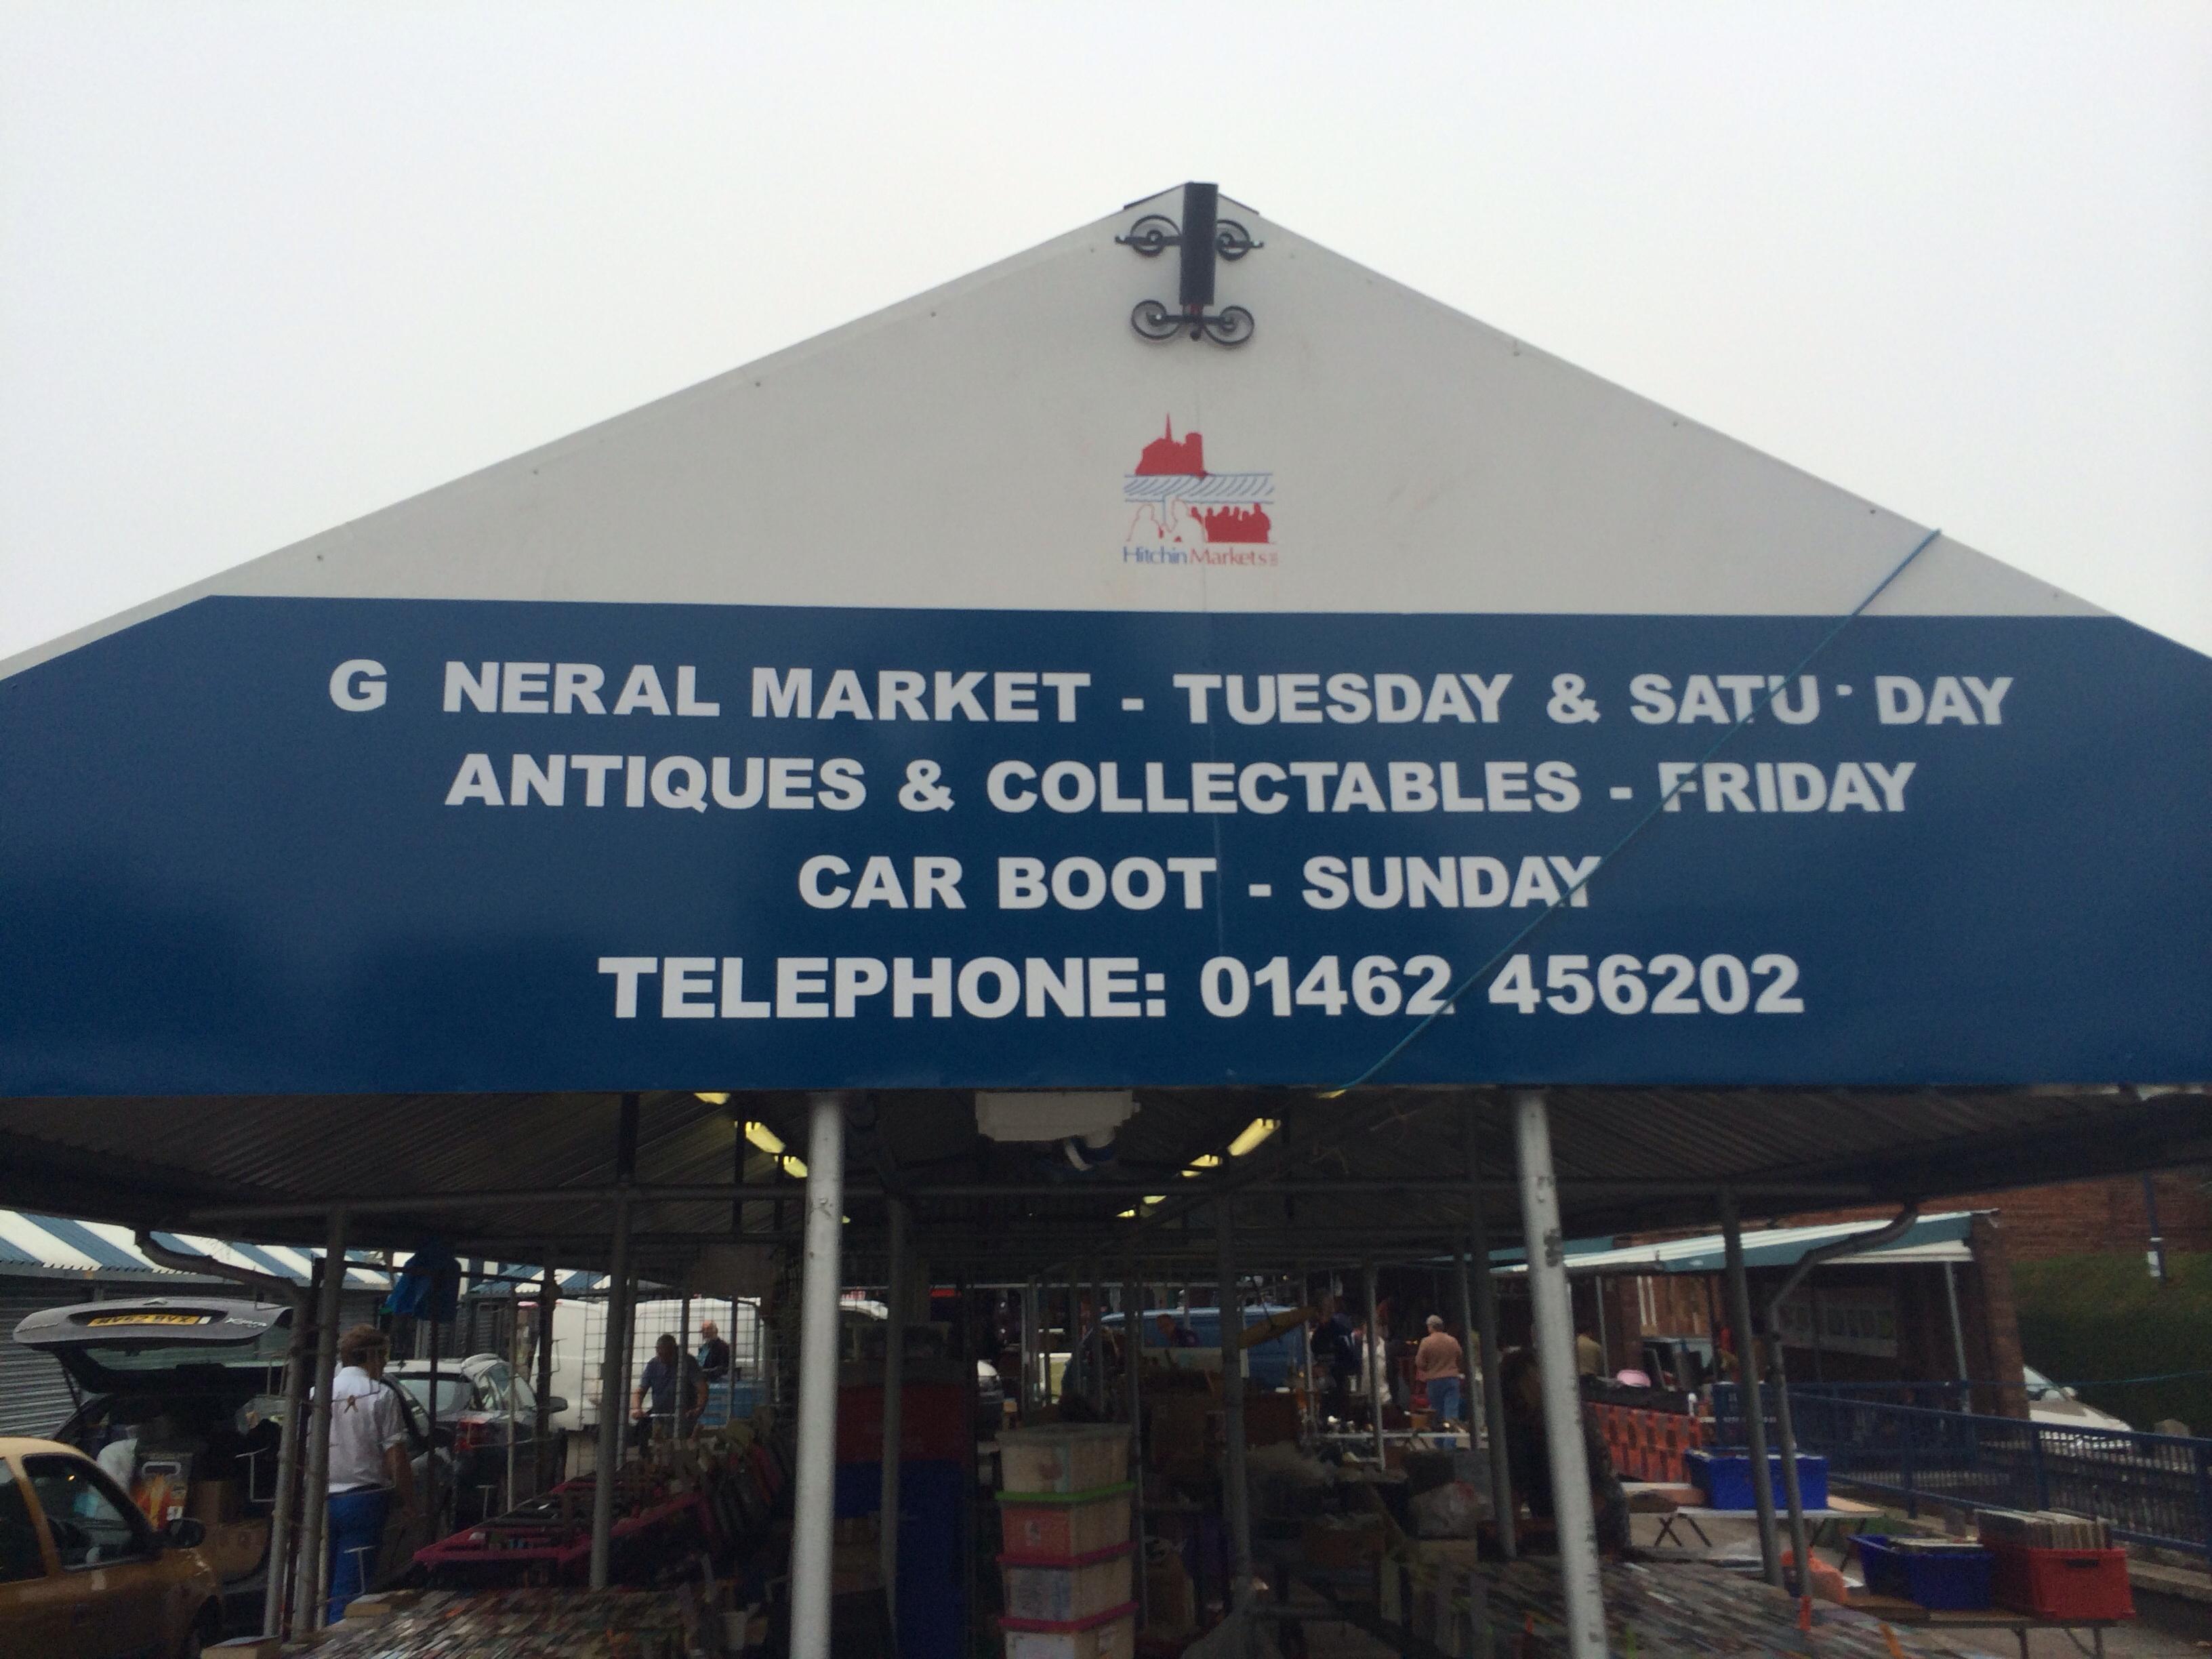 Hitchin Markets
G NERAL MARKET - TUESDAY & SATU DAY
ANTIQUES & COLLECTABLES - FRIDAY
CAR BOOT - SUNDAY
TELEPHONE: 01462 456202